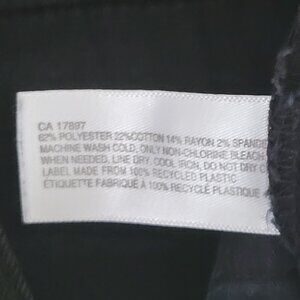 CA 17897
62% POLYESTER 22%COTTON 14% RAYON 2% SPAND
MACHINE WASH COLD, ONLY NON-CHLORINE BLEACH
WHEN NEEDED, LINE DRY, COOL IRON, DO NOT DRY C
LABEL MADE FROM 100% RECYCLED PLASTIC
ÉTIQUETTE FABRIQUÉ À 100% RECYCLÉ PLASTIQUE